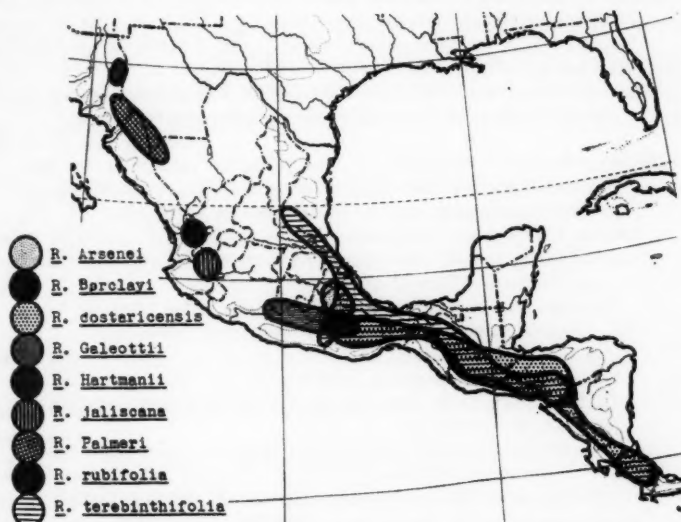 R. Arsenei
R. Barclayi
R. costaricensis
R. Galeottii
R. Hartmanii
R. jaliscana
R. Palmeri
R. rubifolia
R. terebinthifolia